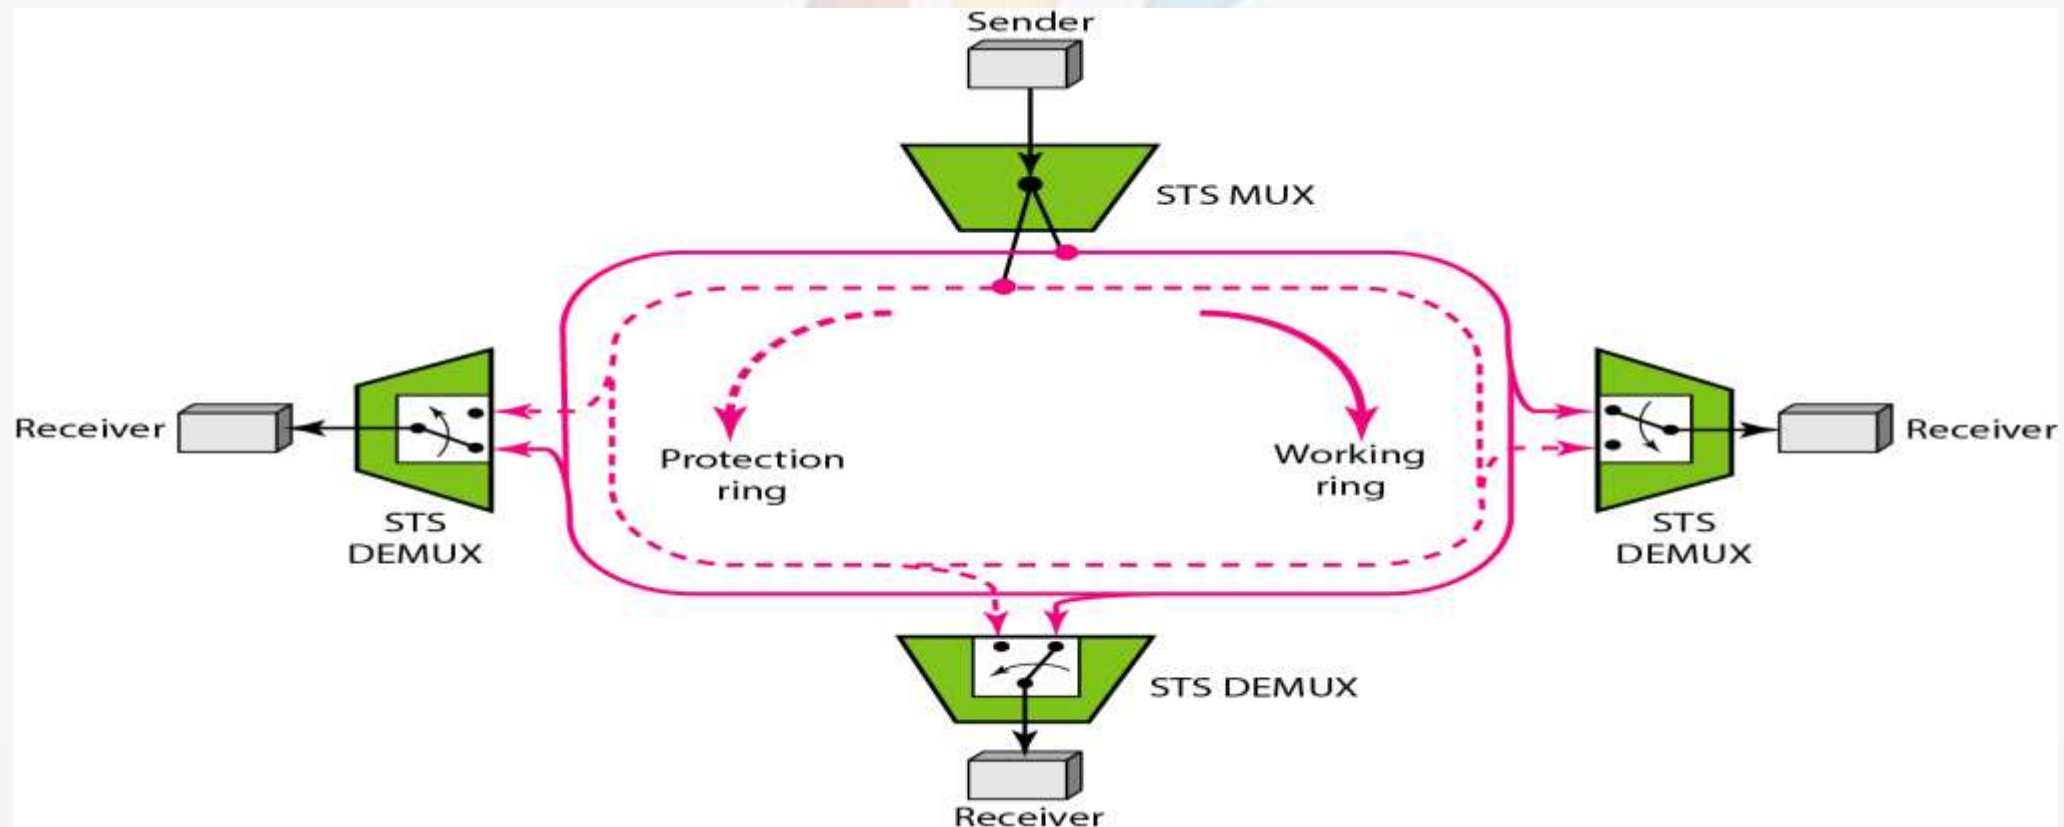 Sender
STS MUX
Receiver
Protection
ring
Working
ring
Receiver
STS
DEMUX
STS
DEMUX
STS DEMUX
Receiver